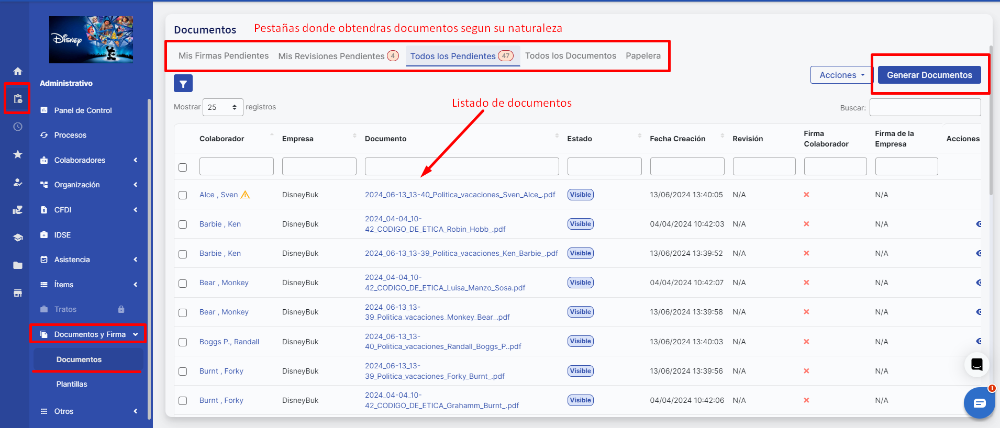 Disney
Administrativo
Panel de Control
Procesos
Colaboradores
Organización
CFDI
IDSE
Asistencia
Ítems
Tratos
Documentos y Firma
Documentos
Plantillas
Otros
Documentos
Pestañas donde obtendras documentos segun su naturaleza
Mis Firmas Pendientes Mis Revisiones Pendientes 4 Todos los Pendientes 47 Todos los Documentos Papelera
Acciones Generar Documentos
Listado de documentos
Mostrar 25 registros Buscar:
Colaborador Empresa Documento Estado Fecha Creación Revisión Firma Colaborador Firma de la Empresa Acciones
Alce , Sven DisneyBuk 2024_06-13_13-40_Politica_vacaciones_Sven_Alce_.pdf Visible 13/06/2024 13:40:05 N/A N/A
Barbie , Ken DisneyBuk 2024_04-04_10-42_CODIGO_DE_ETICA_Robin_Hobb_.pdf Visible 04/04/2024 10:42:03 N/A N/A
Barbie , Ken DisneyBuk 2024_06-13_13-39_Politica_vacaciones_Ken_Barbie_.pdf Visible 13/06/2024 13:39:52 N/A N/A
Bear , Monkey DisneyBuk 2024_04-04_10-42_CODIGO_DE_ETICA_Luisa_Manzo_Sosa.pdf Visible 04/04/2024 10:42:07 N/A N/A
Bear , Monkey DisneyBuk 2024_06-13_13-39_Politica_vacaciones_Monkey_Bear_.pdf Visible 13/06/2024 13:39:58 N/A N/A
Boggs P., Randall DisneyBuk 2024_06-13_13-40_Politica_vacaciones_Randall_Boggs_P..pdf Visible 13/06/2024 13:40:03 N/A N/A
Burnt , Forky DisneyBuk 2024_06-13_13-39_Politica_vacaciones_Forky_Burnt_.pdf Visible 13/06/2024 13:39:56 N/A N/A
Burnt , Forky DisneyBuk 2024_04-04_10-42_CODIGO_DE_ETICA_Grahamm_Burnt_.pdf Visible 04/04/2024 10:42:06 N/A N/A
1